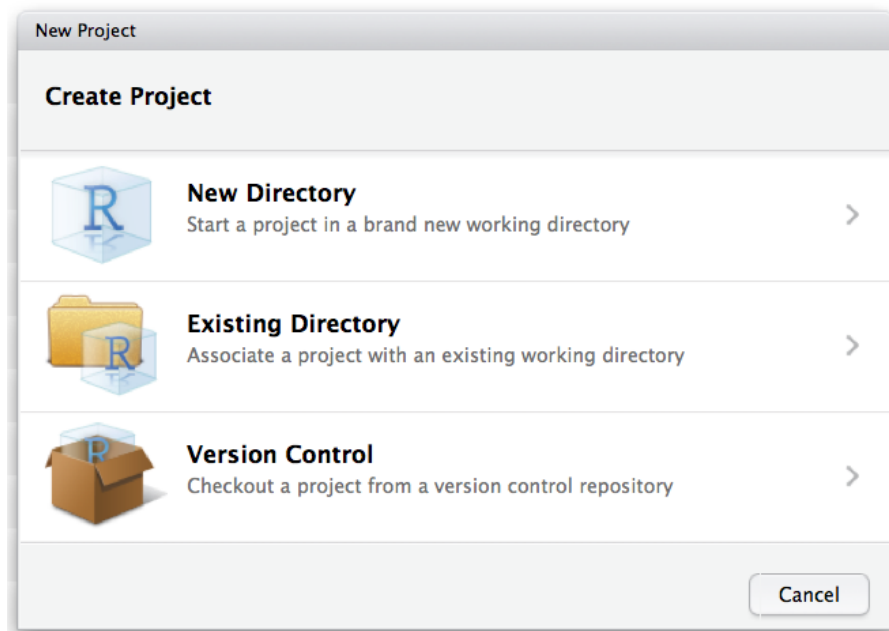 New Project
Create Project
R
New Directory
Start a project in a brand new working directory
R
Existing Directory
Associate a project with an existing working directory
R
Version Control
Checkout a project from a version control repository
Cancel